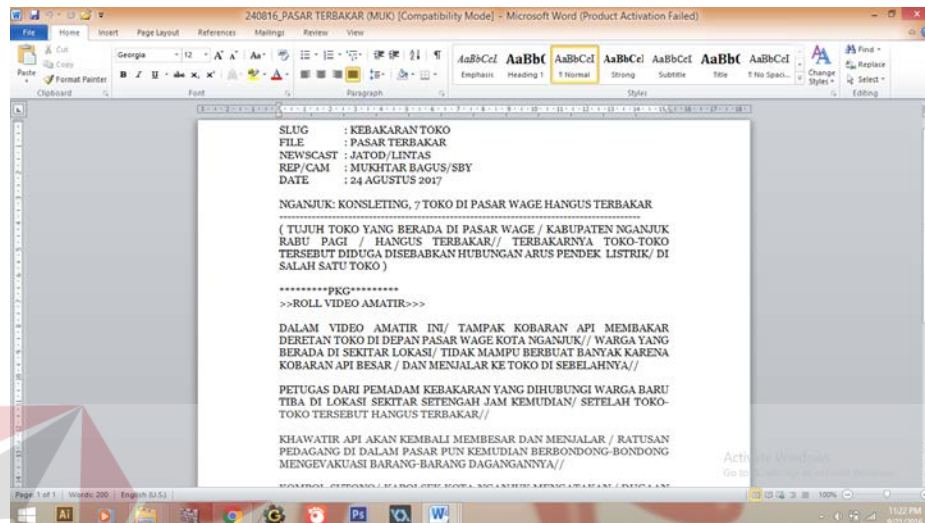 240816_PASAR TERBAKAR (MUK) [Compatibility Mode] - Microsoft Word (Product Activation Failed)
File Home Insert Page Layout References Mailings Review View
Cut
Copy
Format Painter
Paste
Georgia 12
Clipboard Font Paragraph Styles Editing
AaBbCcI AaBbC AaBbCcI AaBbCcI AaBbCcI AaBbC AaBbCcI
Emphasis Heading 1 ¶ Normal Strong Subtitle Title ¶ No Spaci...
Change Styles
Find
Replace
Select
SLUG : KEBAKARAN TOKO
FILE : PASAR TERBAKAR
NEWSCAST : JATOD/LINTAS
REP/CAM : MUKHTAR BAGUS/SBY
DATE : 24 AGUSTUS 2017
NGANJUK: KONSLETING, 7 TOKO DI PASAR WAGE HANGUS TERBAKAR
( TUJUH TOKO YANG BERADA DI PASAR WAGE / KABUPATEN NGANJUK
RABU PAGI / HANGUS TERBAKAR// TERBAKARNYA TOKO-TOKO
TERSEBUT DIDUGA DISEBABKAN HUBUNGAN ARUS PENDEK LISTRIK/ DI
SALAH SATU TOKO )
*********PKG*********
>>ROLL VIDEO AMATIR>>>
DALAM VIDEO AMATIR INI/ TAMPAK KOBARAN API MEMBAKAR
DERETAN TOKO DI DEPAN PASAR WAGE KOTA NGANJUK// WARGA YANG
BERADA DI SEKITAR LOKASI/ TIDAK MAMPU BERBUAT BANYAK KARENA
KOBARAN API BESAR / DAN MENJALAR KE TOKO DI SEBELAHNYA//
PETUGAS DARI PEMADAM KEBAKARAN YANG DIHUBUNGI WARGA BARU
TIBA DI LOKASI SEKITAR SETENGAH JAM KEMUDIAN/ SETELAH TOKO-
TOKO TERSEBUT HANGUS TERBAKAR//
KHAWATIR API AKAN KEMBALI MEMBESAR DAN MENJALAR / RATUSAN
PEDAGANG DI DALAM PASAR PUN KEMUDIAN BERBONDONG-BONDONG
MENGEVAKUASI BARANG-BARANG DAGANGANNYA//
KOMPOL SUTONO/ KAPOLSEK KOTA NGANJUK MENGATAKAN / DUGAAN
Activate Windows
Page: 1 of 1 Words: 200 English (U.S.) 100%
11:22 PM
9/21/2016